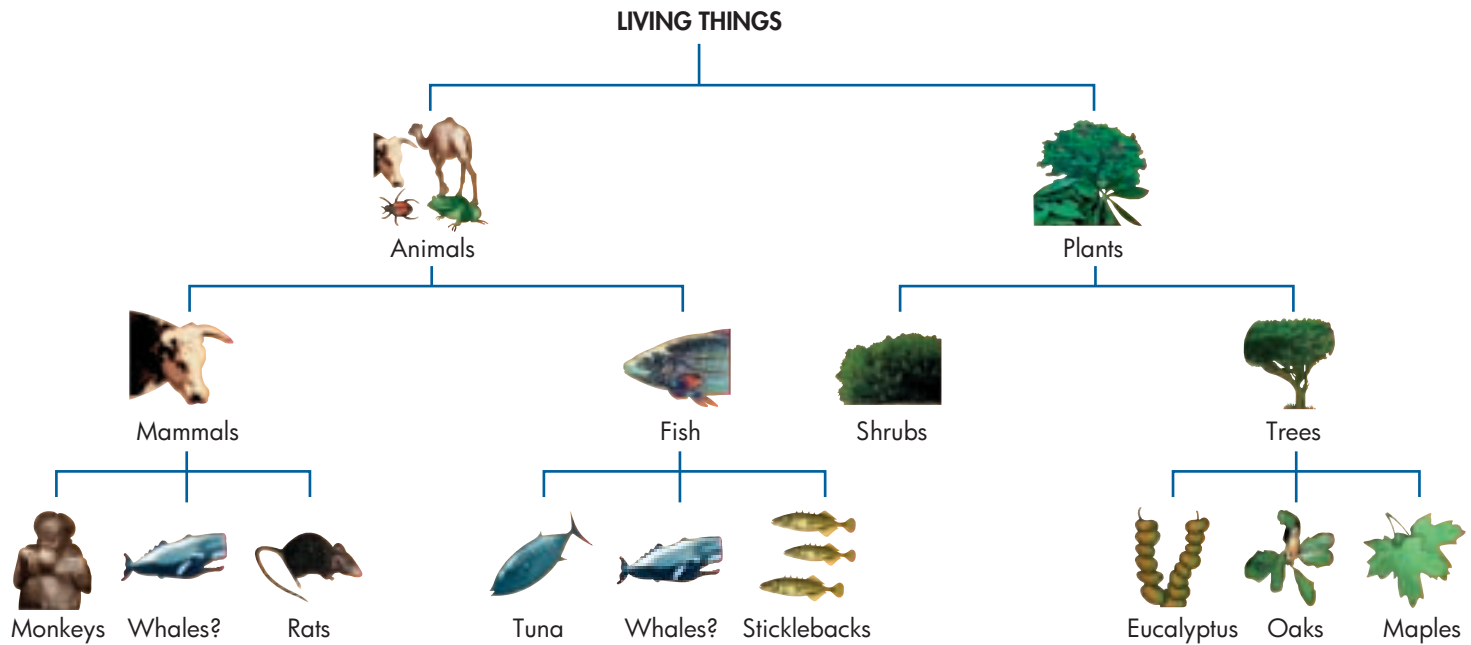 LIVING THINGS
Animals
Plants
Mammals
Fish
Shrubs
Trees
Monkeys
Whales?
Rats
Tuna
Whales?
Sticklebacks
Eucalyptus
Oaks
Maples